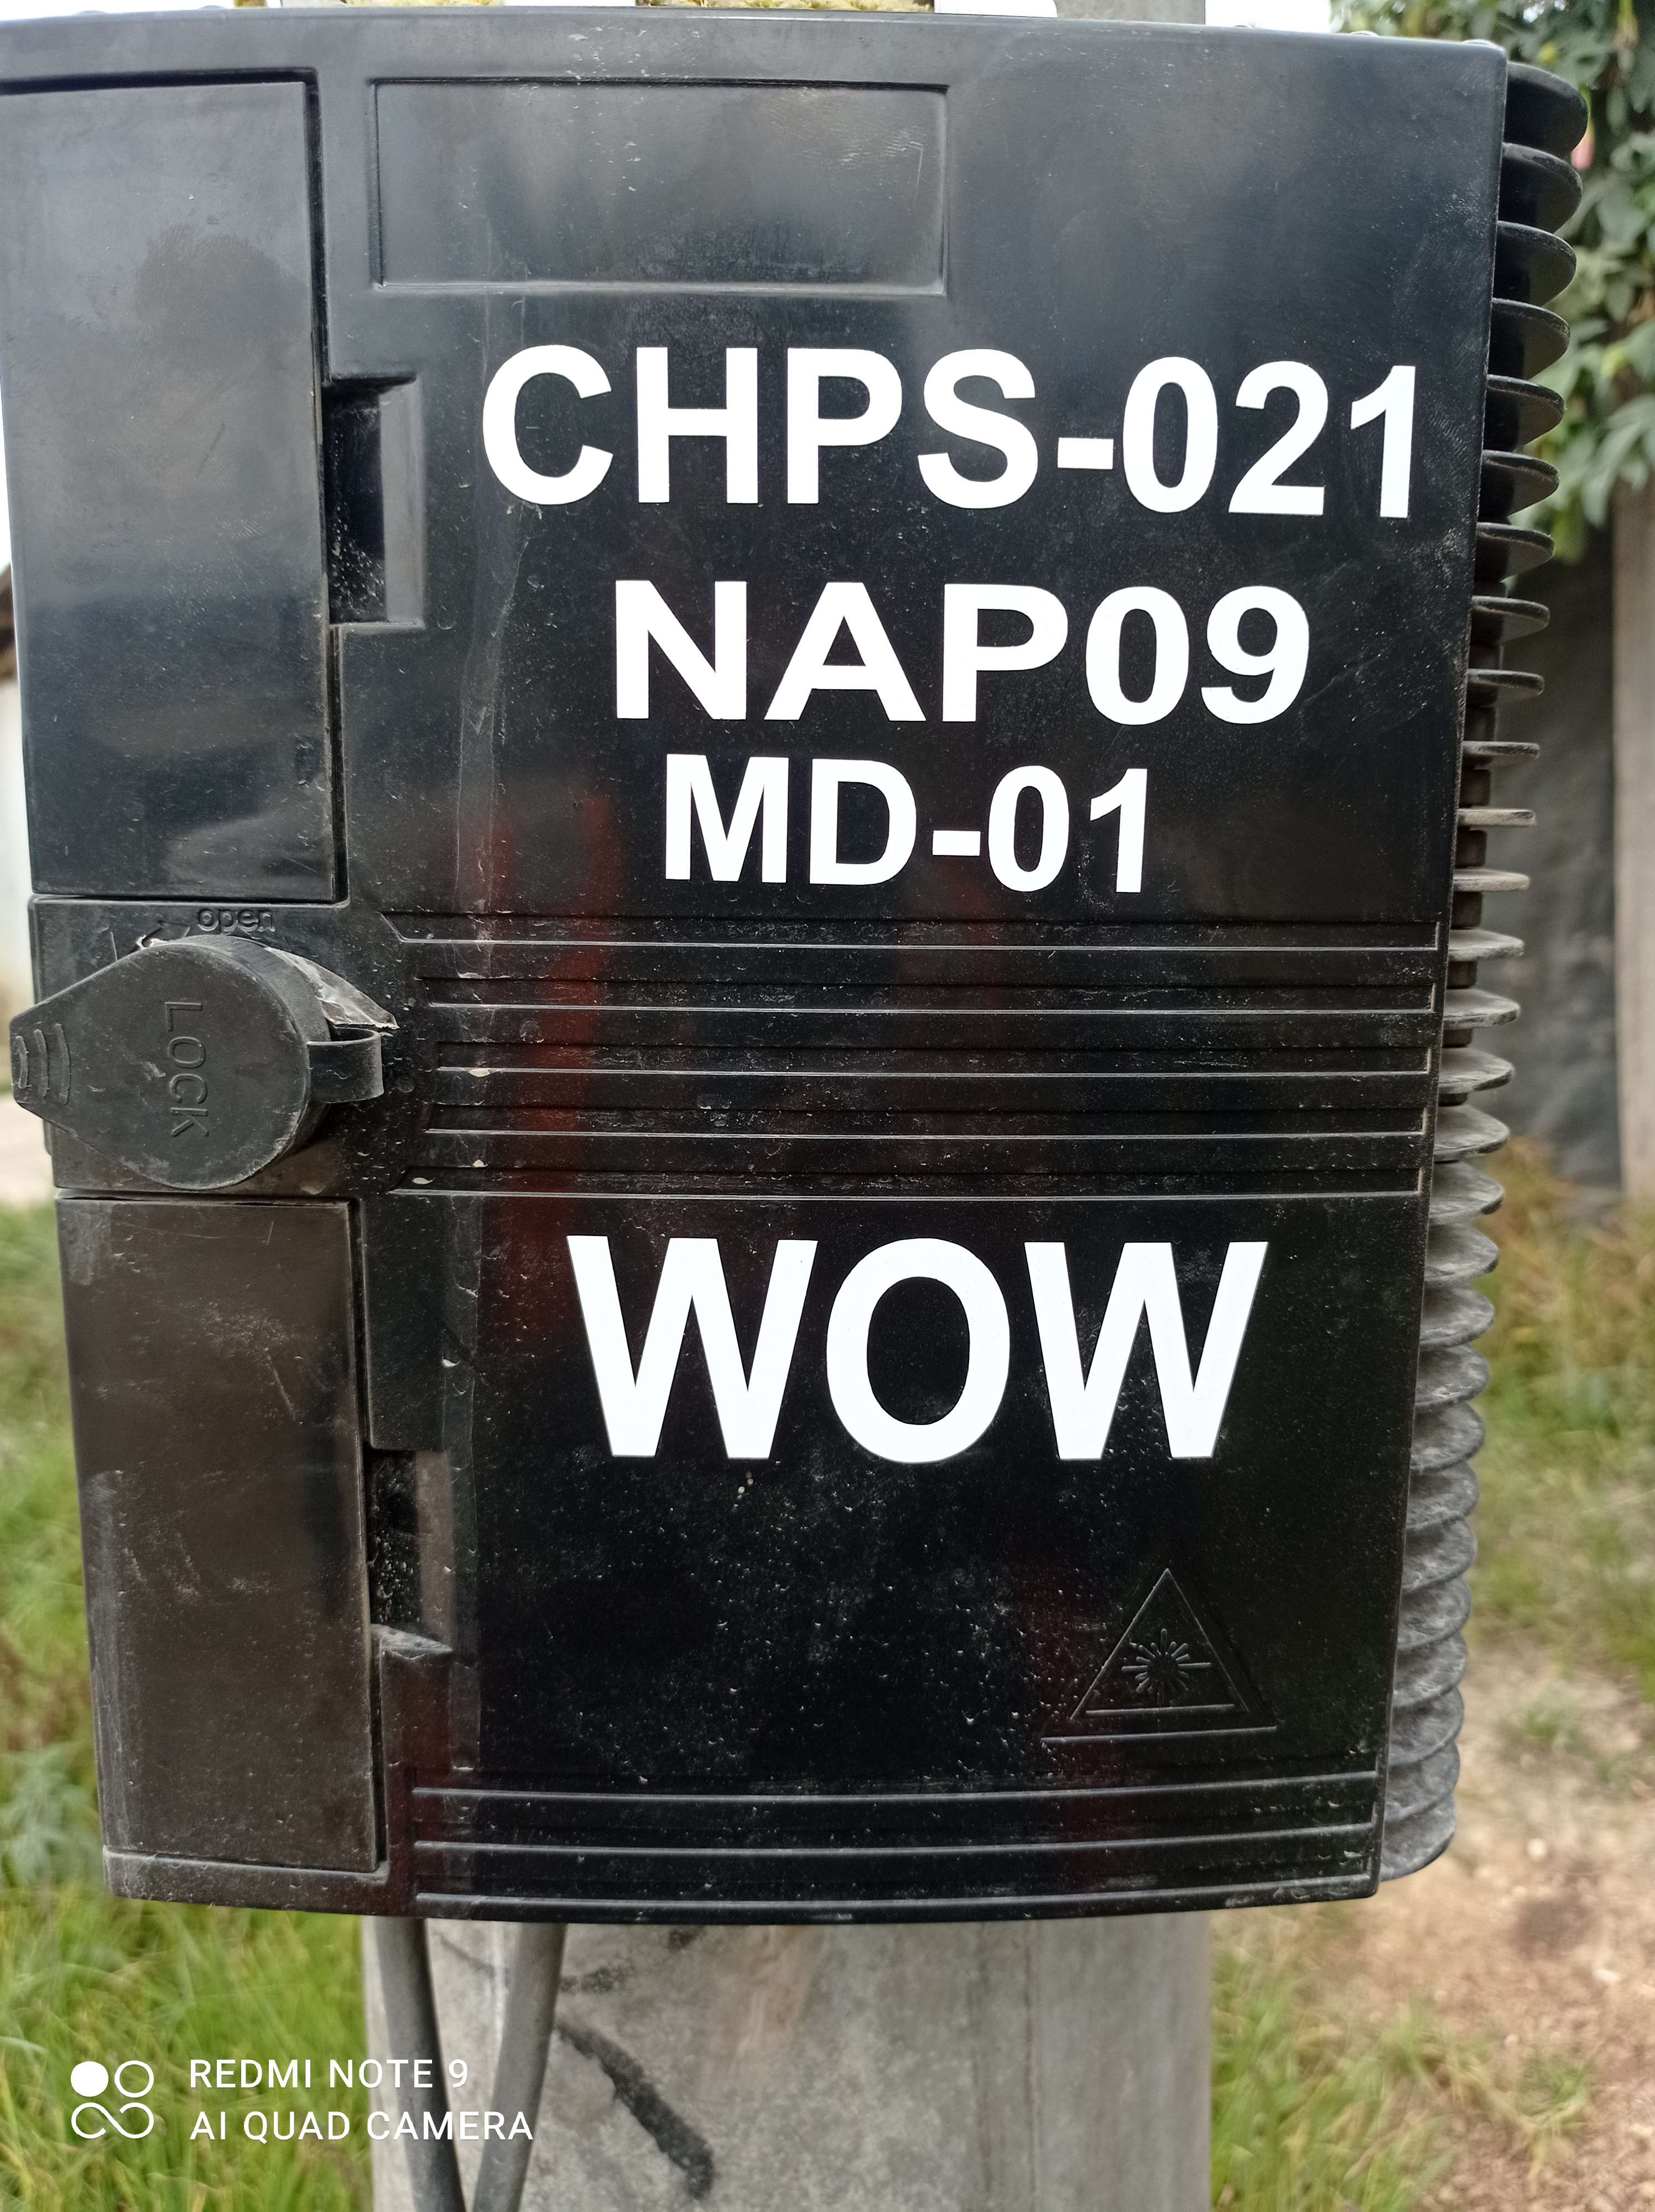 CHPS-021
NAP09
MD-01
open
LOCK
WOW
REDMI NOTE 9
AI QUAD CAMERA